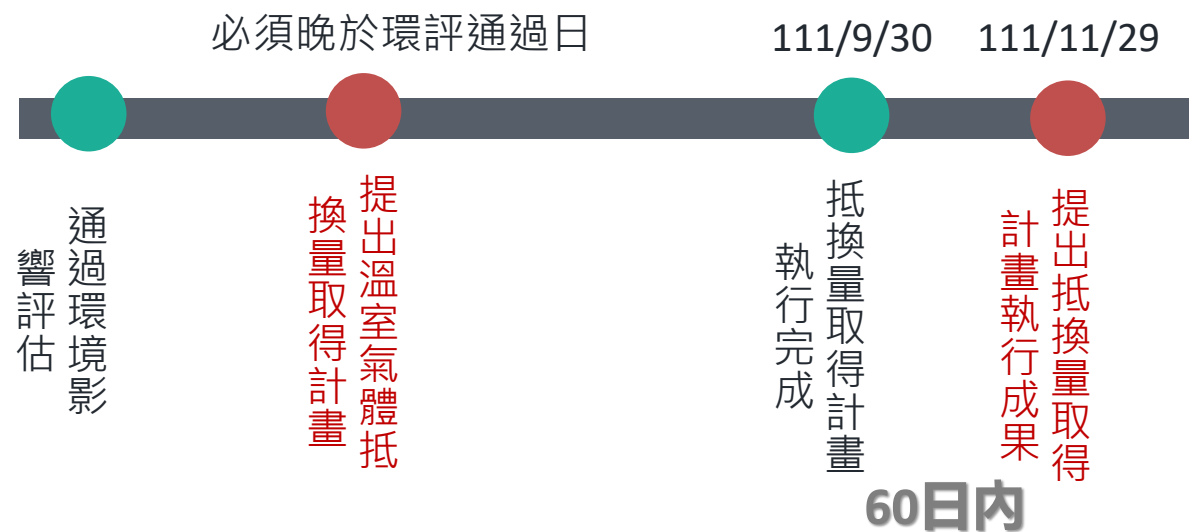 必須晚於環評通過日
111/9/30
111/11/29
通過環境影
響評估
提出溫室氣體抵
換量取得計畫
抵換量取得計畫
執行完成
提出抵換量取得
計畫執行成果
60日內